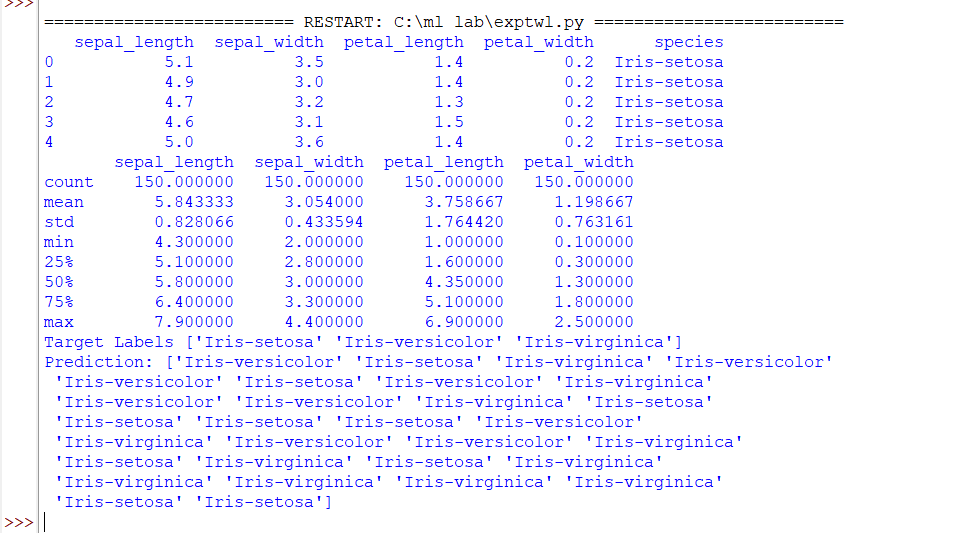 >>>
========================= RESTART: C:\ml lab\exptwl.py =========================
   sepal_length  sepal_width  petal_length  petal_width      species
0           5.1          3.5           1.4          0.2  Iris-setosa
1           4.9          3.0           1.4          0.2  Iris-setosa
2           4.7          3.2           1.3          0.2  Iris-setosa
3           4.6          3.1           1.5          0.2  Iris-setosa
4           5.0          3.6           1.4          0.2  Iris-setosa
       sepal_length  sepal_width  petal_length  petal_width
count    150.000000   150.000000    150.000000   150.000000
mean       5.843333     3.054000      3.758667     1.198667
std        0.828066     0.433594      1.764420     0.763161
min        4.300000     2.000000      1.000000     0.100000
25%        5.100000     2.800000      1.600000     0.300000
50%        5.800000     3.000000      4.350000     1.300000
75%        6.400000     3.300000      5.100000     1.800000
max        7.900000     4.400000      6.900000     2.500000
Target Labels ['Iris-setosa' 'Iris-versicolor' 'Iris-virginica']
Prediction: ['Iris-versicolor' 'Iris-setosa' 'Iris-virginica' 'Iris-versicolor'
 'Iris-versicolor' 'Iris-setosa' 'Iris-versicolor' 'Iris-virginica'
 'Iris-versicolor' 'Iris-versicolor' 'Iris-virginica' 'Iris-setosa'
 'Iris-setosa' 'Iris-setosa' 'Iris-setosa' 'Iris-versicolor'
 'Iris-virginica' 'Iris-versicolor' 'Iris-versicolor' 'Iris-virginica'
 'Iris-setosa' 'Iris-virginica' 'Iris-setosa' 'Iris-virginica'
 'Iris-virginica' 'Iris-virginica' 'Iris-virginica' 'Iris-virginica'
 'Iris-setosa' 'Iris-setosa']
>>>